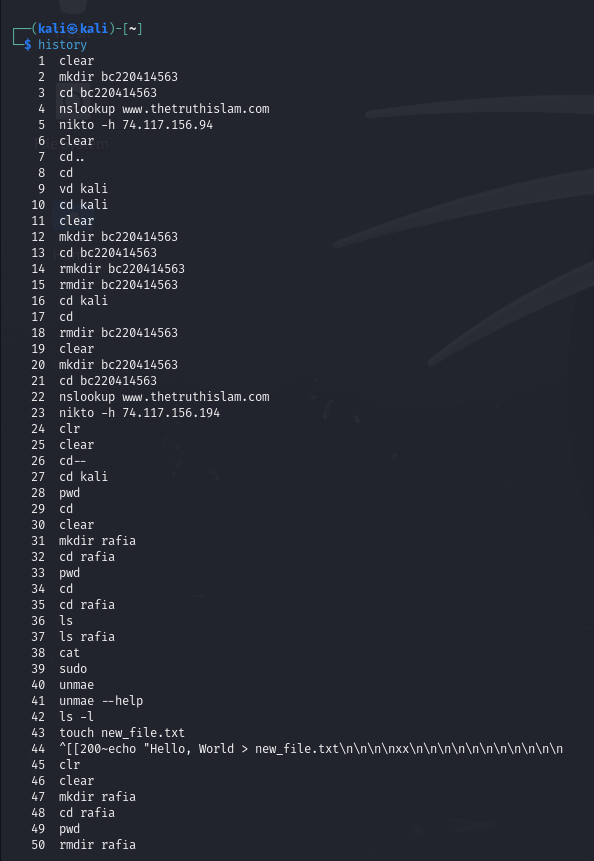 ┌──(kali㉿kali)-[~]
└─$ history
1 clear
2 mkdir bc220414563
3 cd bc220414563
4 nslookup www.thetruthislam.com
5 nikto -h 74.117.156.94
6 clear
7 cd..
8 cd
9 vd kali
10 cd kali
11 clear
12 mkdir bc220414563
13 cd bc220414563
14 rmkdir bc220414563
15 rmdir bc220414563
16 cd kali
17 cd
18 rmdir bc220414563
19 clear
20 mkdir bc220414563
21 cd bc220414563
22 nslookup www.thetruthislam.com
23 nikto -h 74.117.156.194
24 clr
25 clear
26 cd--
27 cd kali
28 pwd
29 cd
30 clear
31 mkdir rafia
32 cd rafia
33 pwd
34 cd
35 cd rafia
36 ls
37 ls rafia
38 cat
39 sudo
40 unmae
41 unmae --help
42 ls -l
43 touch new_file.txt
44 ^[[200~echo "Hello, World > new_file.txt\n\n\n\nxx\n\n\n\n\n\n\n\n\n\n\n
45 clr
46 clear
47 mkdir rafia
48 cd rafia
49 pwd
50 rmdir rafia